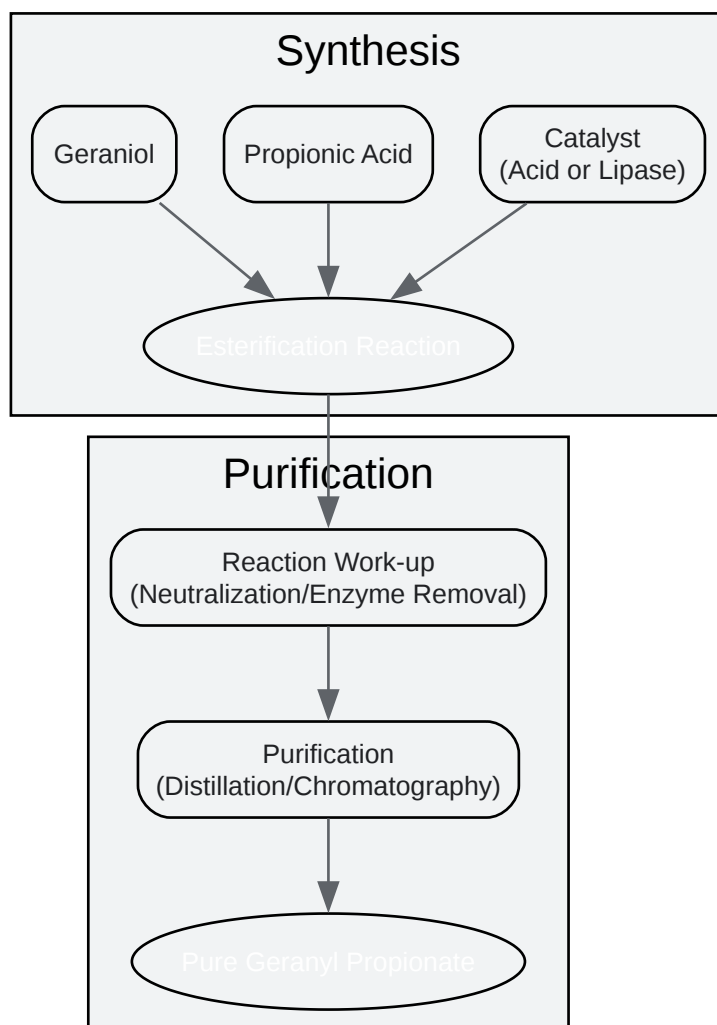 Synthesis
Geraniol
Propionic Acid
Catalyst
(Acid or Lipase)
Esterification Reaction
Purification
Reaction Work-up
(Neutralization/Enzyme Removal)
Purification
(Distillation/Chromatography)
Pure Geranyl Propionate